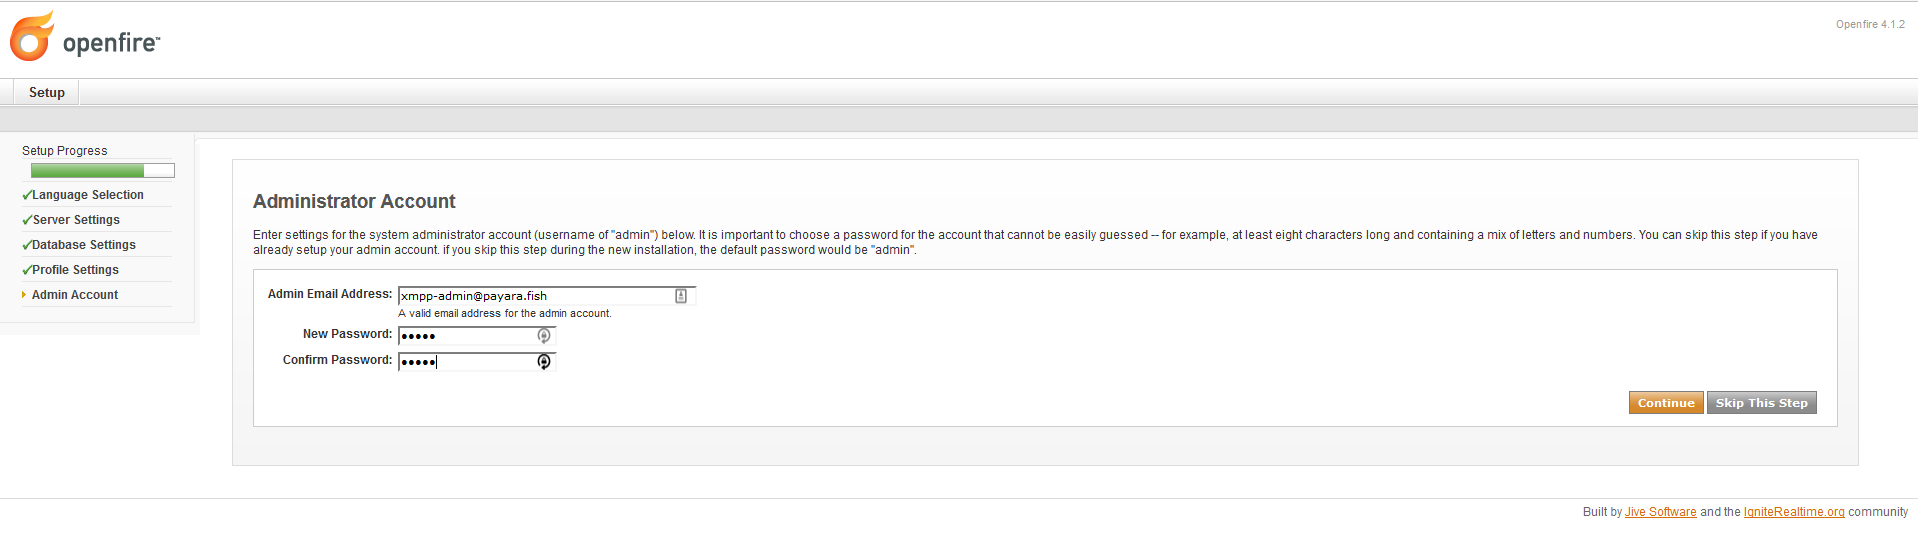 openfire™
Openfire 4.1.2
Setup
Setup Progress
Language Selection
Server Settings
Database Settings
Profile Settings
Admin Account
Administrator Account
Enter settings for the system administrator account (username of "admin") below. It is important to choose a password for the account that cannot be easily guessed -- for example, at least eight characters long and containing a mix of letters and numbers. You can skip this step if you have
already setup your admin account. if you skip this step during the new installation, the default password would be "admin".
Admin Email Address: xmpp-admin@payara.fish
A valid email address for the admin account.
New Password: •••••
Confirm Password: •••••
Continue Skip This Step
Built by Jive Software and the IgniteRealtime.org community